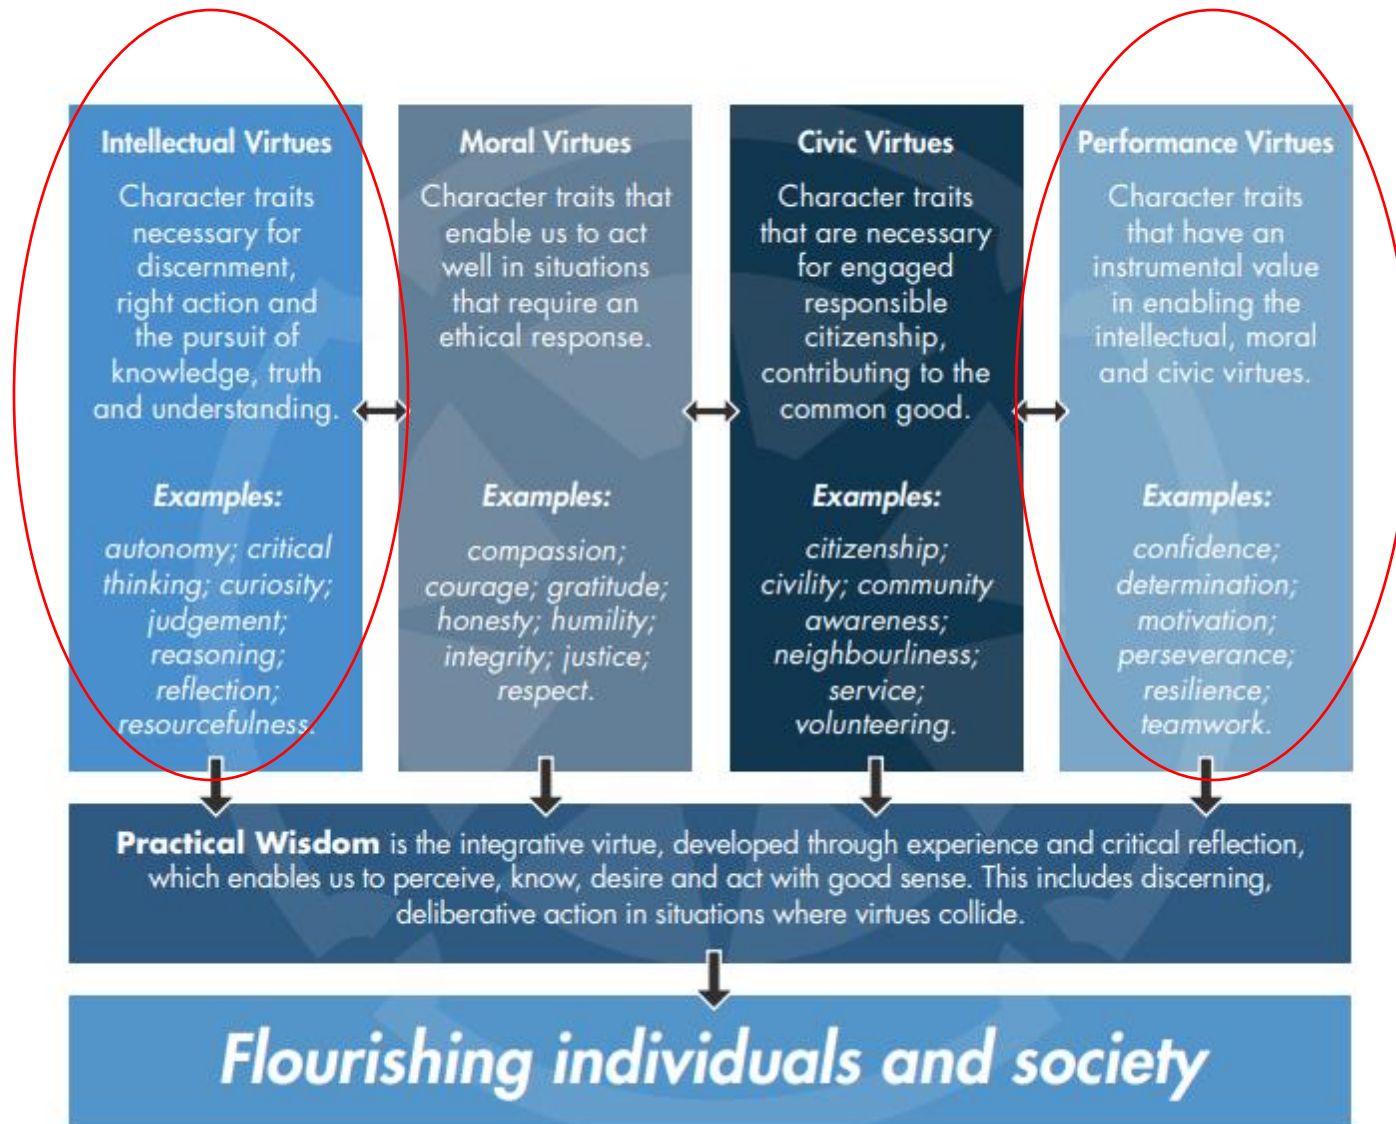 Intellectual Virtues
Character traits
necessary for
discernment,
right action and
the pursuit of
knowledge, truth
and understanding.
Examples:
autonomy; critical
thinking; curiosity;
judgement;
reasoning;
reflection;
resourcefulness.
Moral Virtues
Character traits that
enable us to act
well in situations
that require an
ethical response.
Examples:
compassion;
courage; gratitude;
honesty; humility;
integrity; justice;
respect.
Civic Virtues
Character traits
that are necessary
for engaged
responsible
citizenship,
contributing to the
common good.
Examples:
citizenship;
civility; community
awareness;
neighbourliness;
service;
volunteering.
Performance Virtues
Character traits
that have an
instrumental value
in enabling the
intellectual, moral
and civic virtues.
Examples:
confidence;
determination;
motivation;
perseverance;
resilience;
teamwork.
Practical Wisdom is the integrative virtue, developed through experience and critical reflection,
which enables us to perceive, know, desire and act with good sense. This includes discerning,
deliberative action in situations where virtues collide.
Flourishing individuals and society